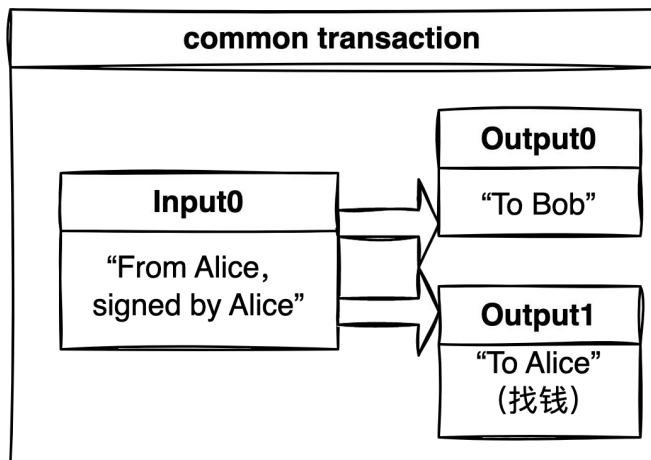 common transaction
Input0
“From Alice,
signed by Alice”
Output0
“To Bob”
Output1
“To Alice”
（找钱）